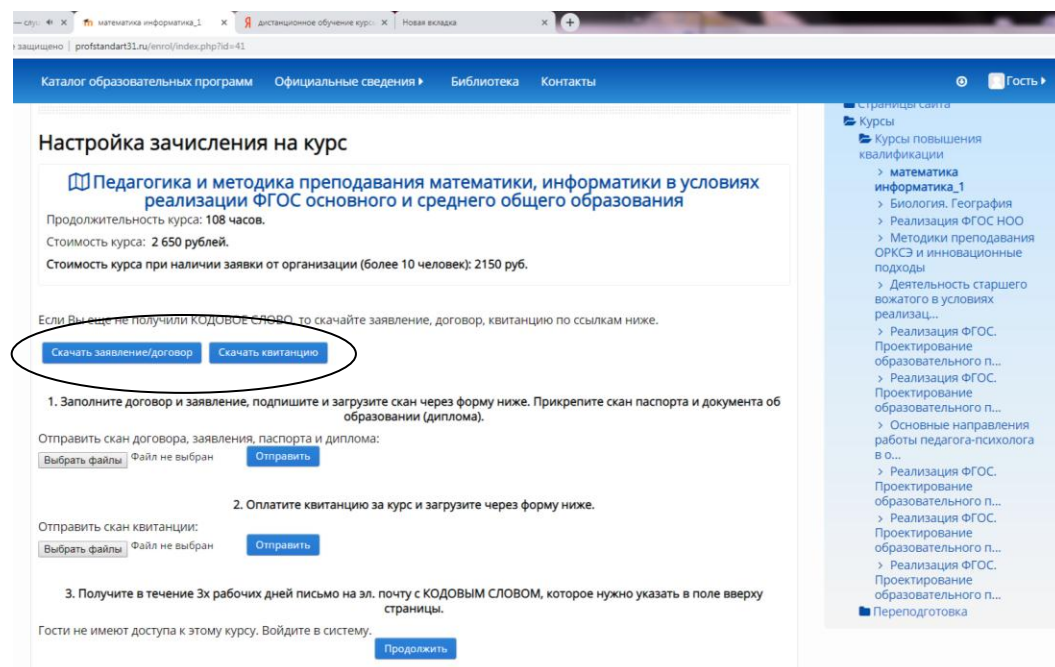 математика информатика_1
дистанционное обучение курс
Новая вкладка
защищено | profstandart31.ru/enrol/index.php?id=41
Каталог образовательных программ Официальные сведения Библиотека Контакты Гость
Настройка зачисления на курс
Педагогика и методика преподавания математики, информатики в условиях
реализации ФГОС основного и среднего общего образования
Продолжительность курса: 108 часов.
Стоимость курса: 2 650 рублей.
Стоимость курса при наличии заявки от организации (более 10 человек): 2150 руб.
Если Вы еще не получили КОДОВОЕ СЛОВО, то скачайте заявление, договор, квитанцию по ссылкам ниже.
Скачать заявление/договор Скачать квитанцию
1. Заполните договор и заявление, подпишите и загрузите скан через форму ниже. Прикрепите скан паспорта и документа об
образовании (диплома).
Отправить скан договора, заявления, паспорта и диплома:
Выбрать файлы Файл не выбран Отправить
2. Оплатите квитанцию за курс и загрузите через форму ниже.
Отправить скан квитанции:
Выбрать файлы Файл не выбран Отправить
3. Получите в течение 3х рабочих дней письмо на эл. почту с КОДОВЫМ СЛОВОМ, которое нужно указать в поле вверху
страницы.
Гости не имеют доступа к этому курсу. Войдите в систему.
Продолжить
Страницы сайта
Курсы
Курсы повышения
квалификации
> математика
информатика_1
> Биология. География
> Реализация ФГОС НОО
> Методики преподавания
ОРКСЭ и инновационные
подходы
> Деятельность старшего
вожатого в условиях
реализац...
> Реализация ФГОС.
Проектирование
образовательного п...
> Реализация ФГОС.
Проектирование
образовательного п...
> Основные направления
работы педагога-психолога
в о...
> Реализация ФГОС.
Проектирование
образовательного п...
> Реализация ФГОС.
Проектирование
образовательного п...
> Реализация ФГОС.
Проектирование
образовательного п...
Переподготовка